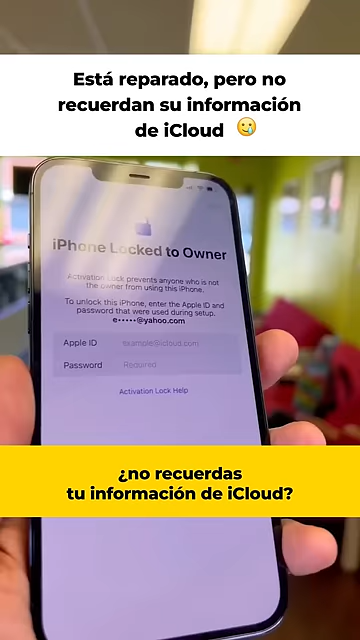 Está reparado, pero no
recuerdan su información
de iCloud 🥲
iPhone Locked to Owner
Activation Lock prevents anyone who is not
the owner from using this iPhone.
To unlock this iPhone, enter the Apple ID and
password that were used during setup.
e•••••@yahoo.com
Apple ID example@icloud.com
Password Required
Activation Lock Help
¿no recuerdas
tu información de iCloud?